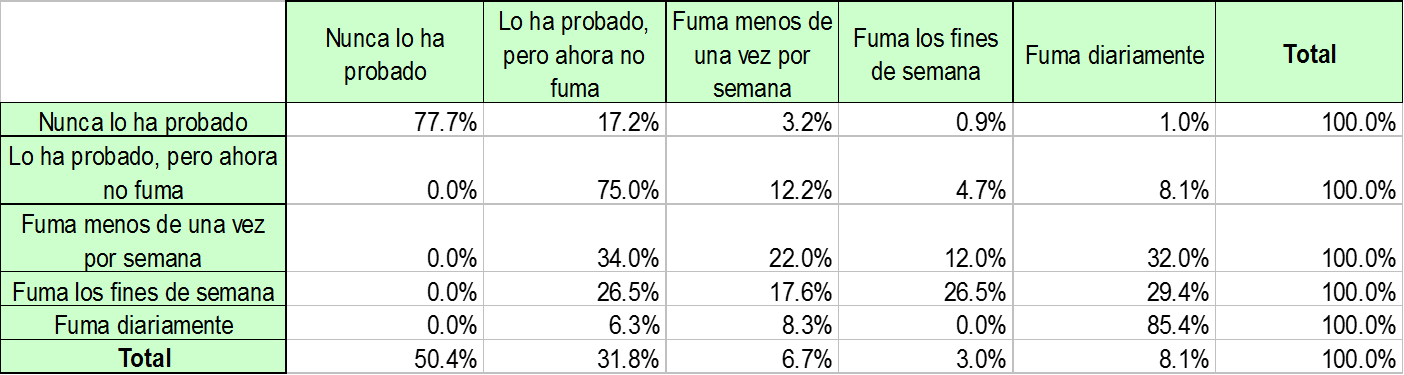 Nunca lo ha probado
Lo ha probado, pero ahora no fuma
Fuma menos de una vez por semana
Fuma los fines de semana
Fuma diariamente
Total
Nunca lo ha probado 77.7% 17.2% 3.2% 0.9% 1.0% 100.0%
Lo ha probado, pero ahora no fuma 0.0% 75.0% 12.2% 4.7% 8.1% 100.0%
Fuma menos de una vez por semana 0.0% 34.0% 22.0% 12.0% 32.0% 100.0%
Fuma los fines de semana 0.0% 26.5% 17.6% 26.5% 29.4% 100.0%
Fuma diariamente 0.0% 6.3% 8.3% 0.0% 85.4% 100.0%
Total 50.4% 31.8% 6.7% 3.0% 8.1% 100.0%